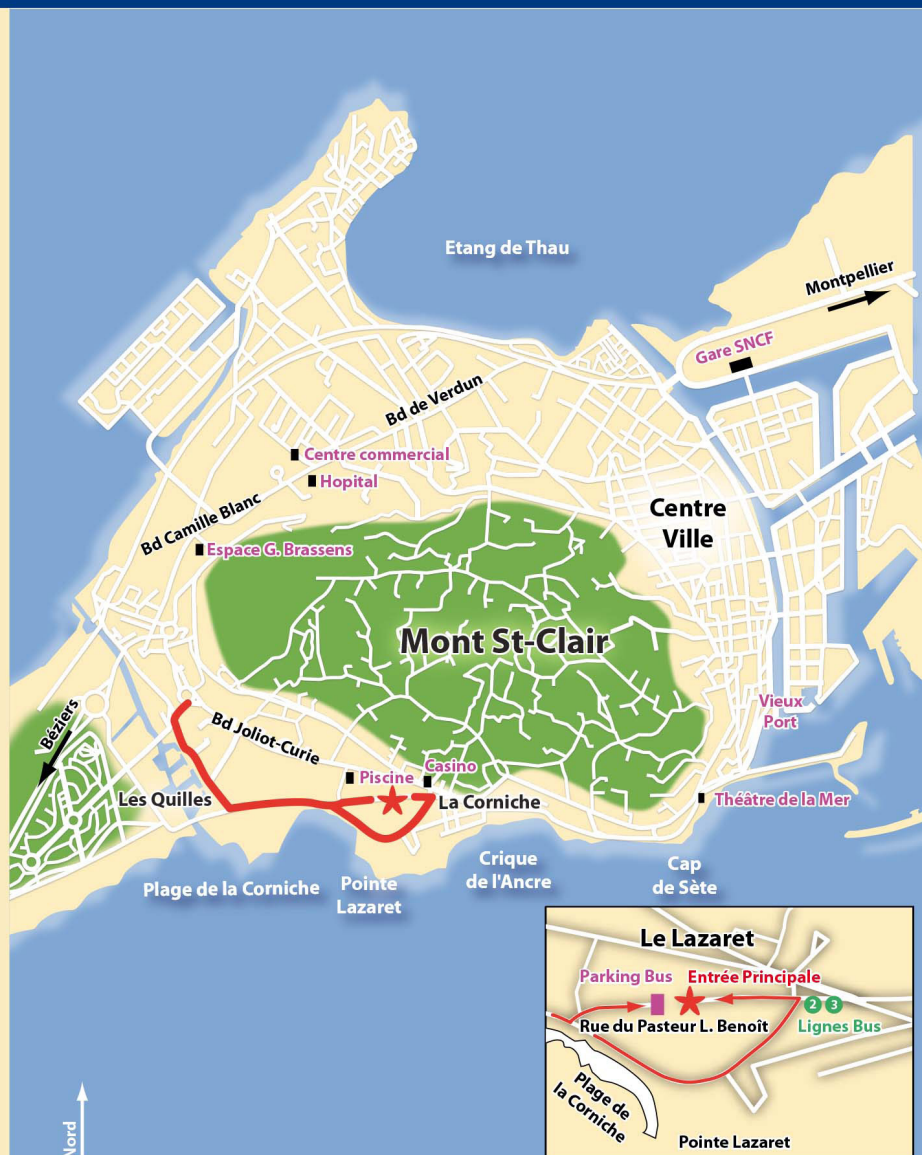 Etang de Thau
Montpellier
Gare SNCF
Bd de Verdun
Centre commercial
Hopital
Centre
Ville
Bd Camille Blanc
Espace G. Brassens
Mont St-Clair
Vieux
Port
Béziers
Bd Joliot-Curie
Casino
Piscine
Les Quilles
La Corniche
Théâtre de la Mer
Plage de la Corniche
Pointe
Lazaret
Crique
de l'Ancre
Cap
de Sète
Le Lazaret
Parking Bus
Entrée Principale
2 3
Rue du Pasteur L. Benoît
Lignes Bus
Plage de
la Corniche
Pointe Lazaret
Nord